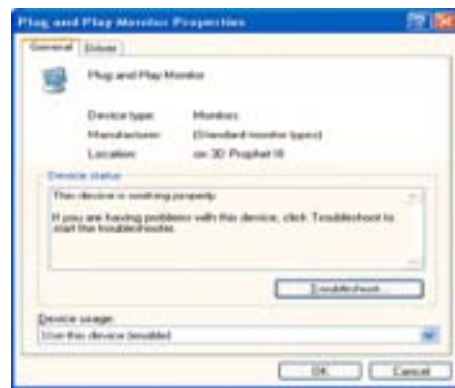 Plug and Play Monitor Properties
General Driver
Plug and Play Monitor
Device type: Monitors
Manufacturer: (Standard monitor types)
Location: on 3D Prophet III
Device status
This device is working properly.
If you are having problems with this device, click Troubleshoot to
start the troubleshooter.
Troubleshoot...
Device usage:
Use this device (enable)
OK Cancel